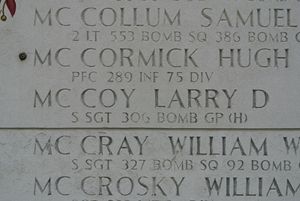 MC COLLUM SAMUEL
2 LT 553 BOMB SQ 386 BOMB
MC CORMICK HUGH
PFC 289 INF 75 DIV
MC COY LARRY D
S SGT 306 BOMB GP (H)
MC CRAY WILLIAM W
S SGT 327 BOMB SQ 92 BOMB
MC CROSKY WILLIAM